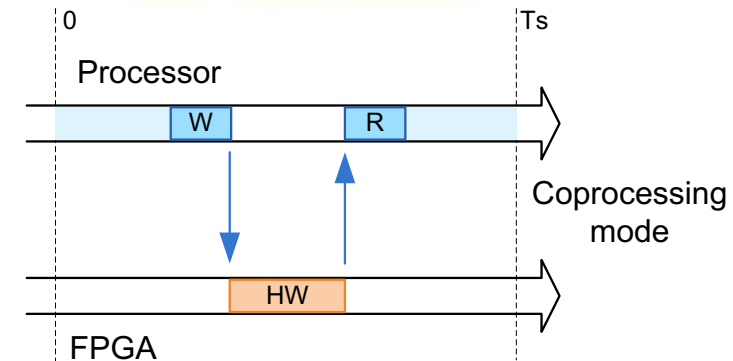 0
Ts
Processor
W
R
Coprocessing
mode
HW
FPGA